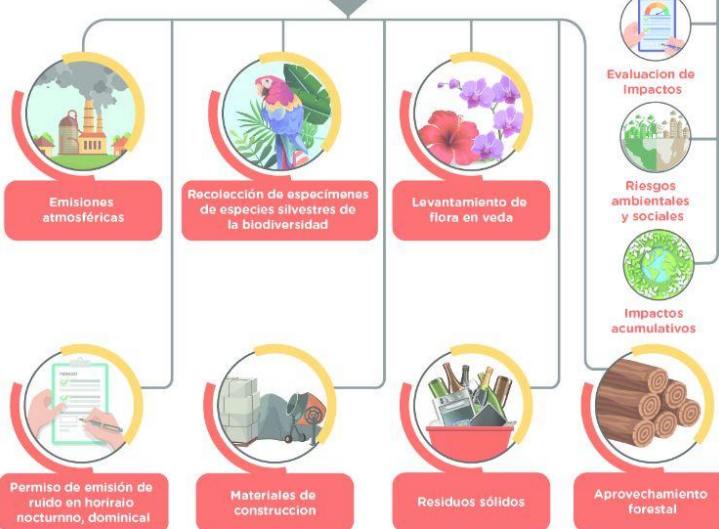 Evaluacion de
Impactos
Emisiones
atmosféricas
Recolección de especímenes
de especies silvestres de
la biodiversidad
Levantamiento de
flora en veda
Riesgos
ambientales
y sociales
Impactos
acumulativos
Permiso de emisión de
ruido en horiraio
nocturnno, dominical
Materiales de
construccion
Residuos sólidos
Aprovechamiento
forestal